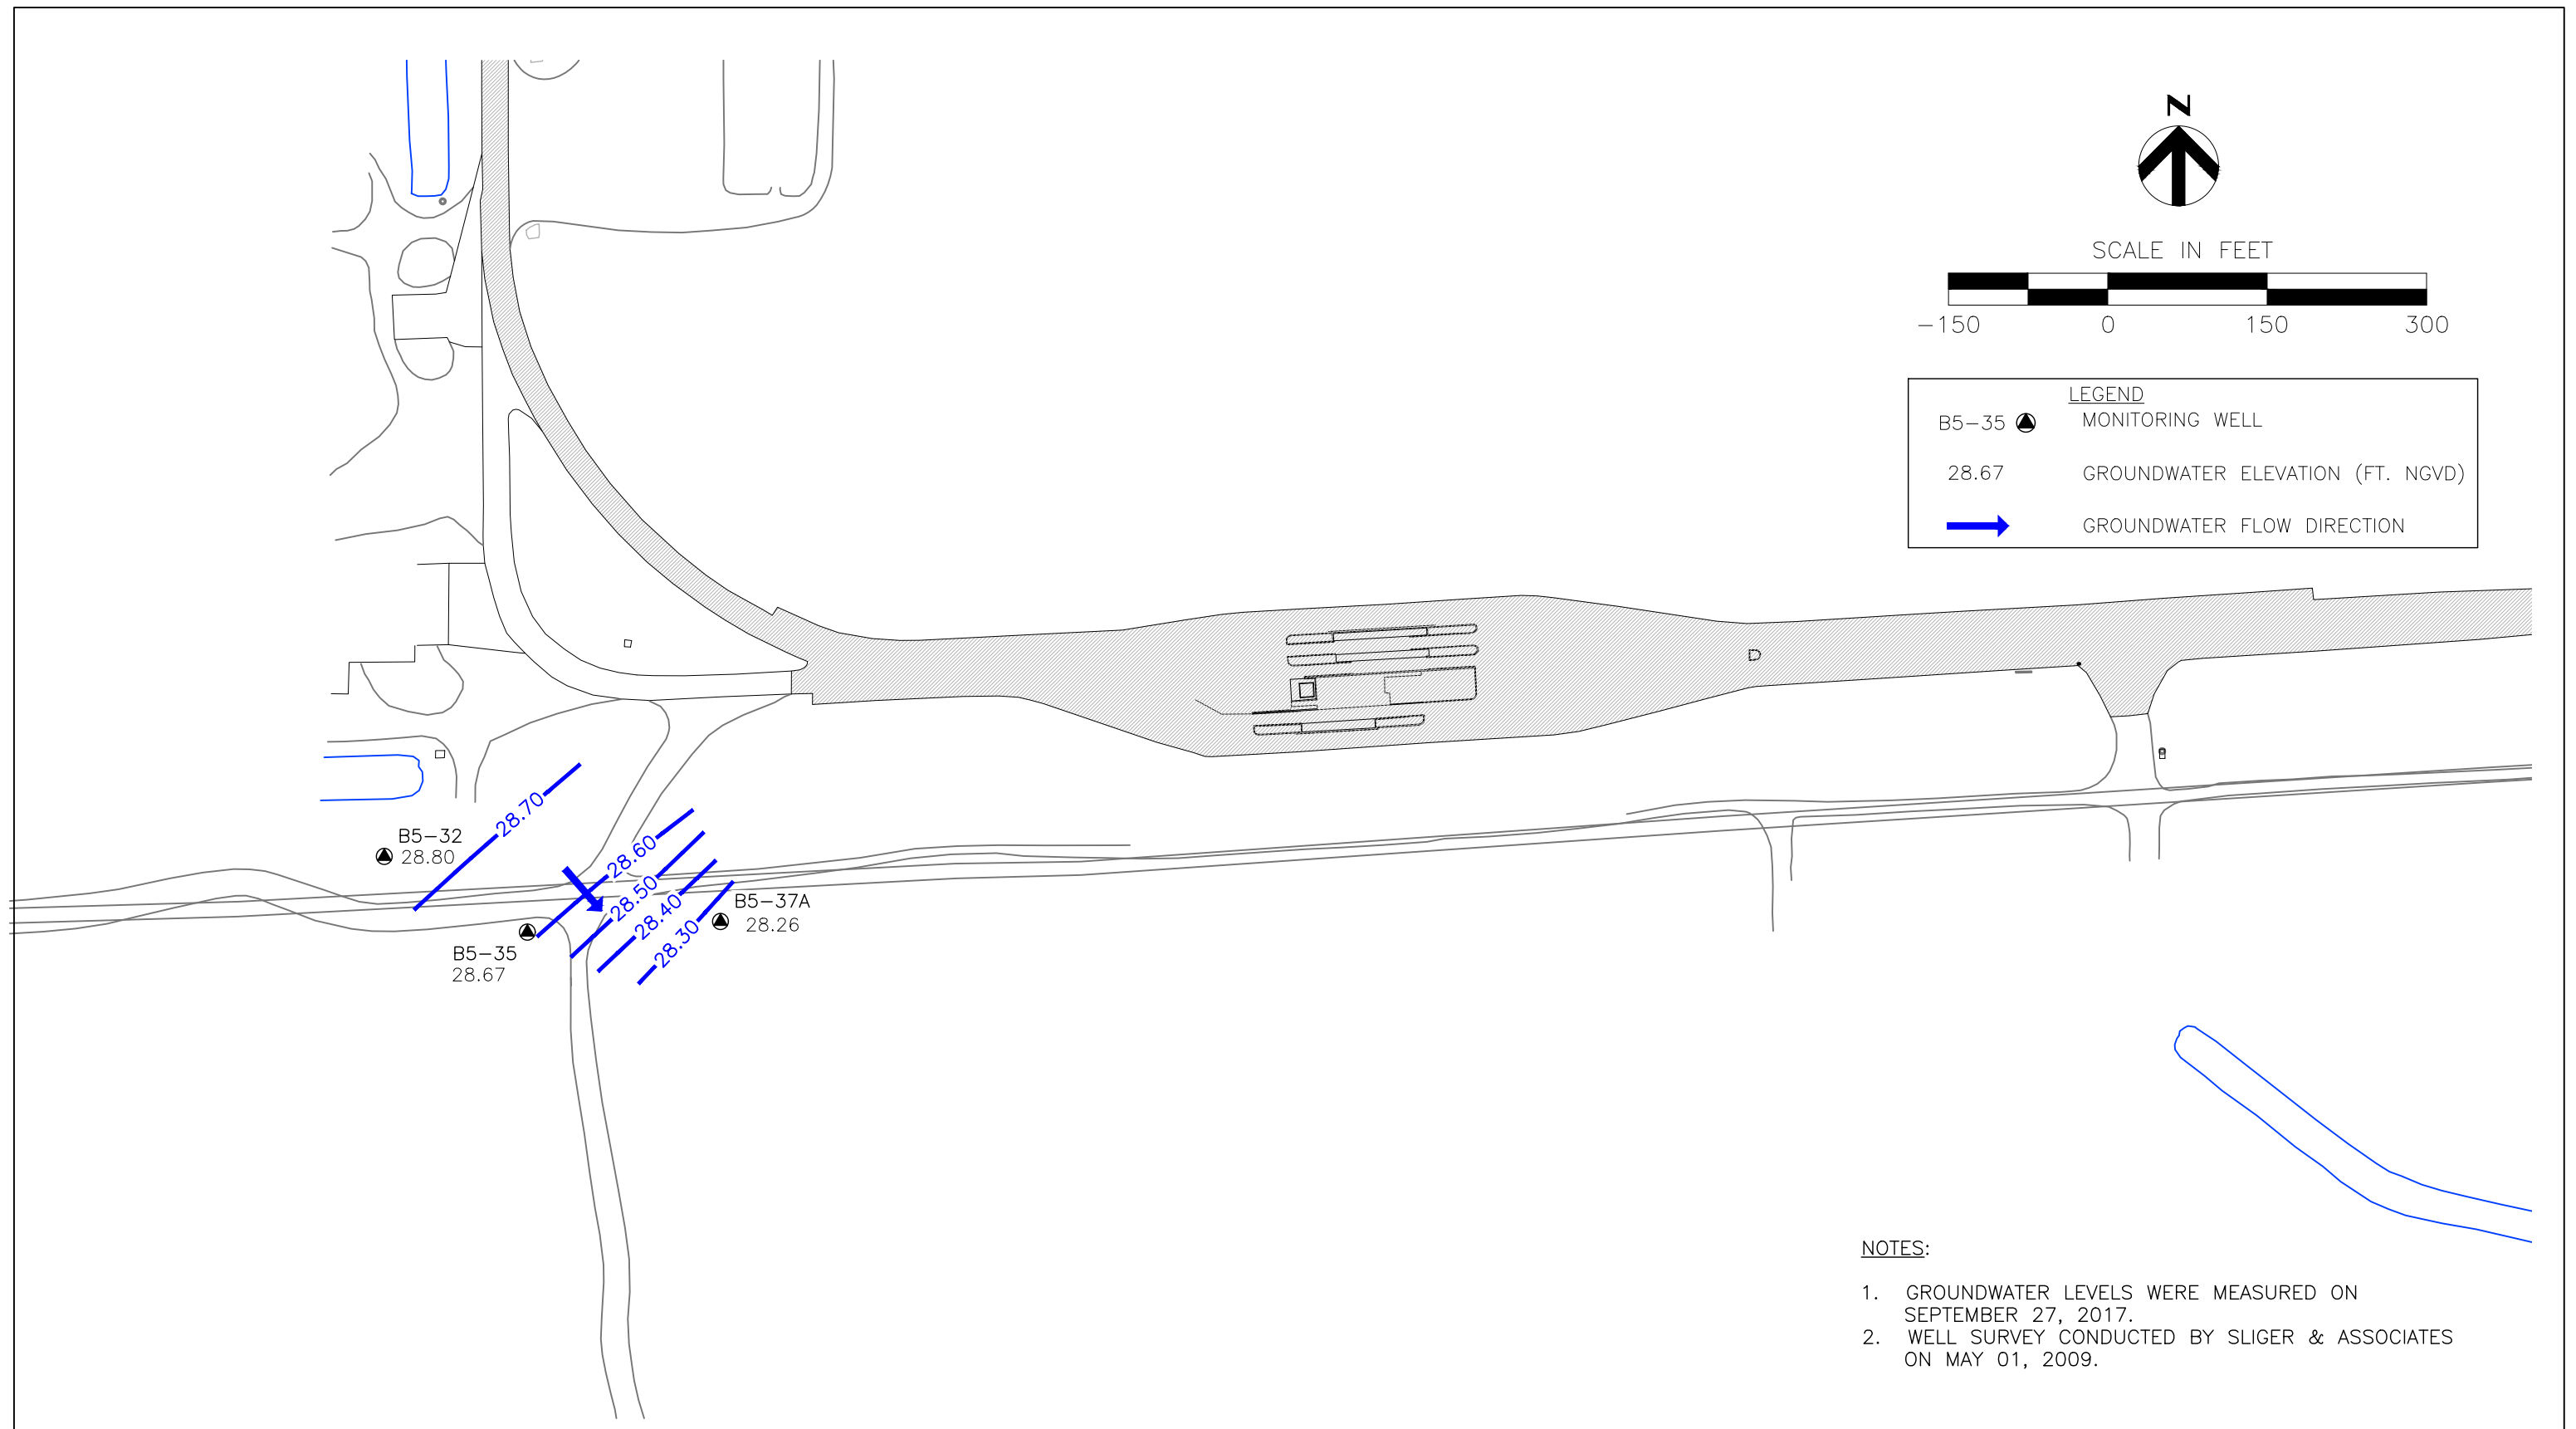 N
SCALE IN FEET
−150 0 150 300
LEGEND
B5−35 MONITORING WELL
28.67 GROUNDWATER ELEVATION (FT. NGVD)
GROUNDWATER FLOW DIRECTION
28.70
B5−32
28.80
28.60
28.50
28.40
28.30
B5−37A
28.26
B5−35
28.67
NOTES:
1. GROUNDWATER LEVELS WERE MEASURED ON
SEPTEMBER 27, 2017.
2. WELL SURVEY CONDUCTED BY SLIGER & ASSOCIATES
ON MAY 01, 2009.